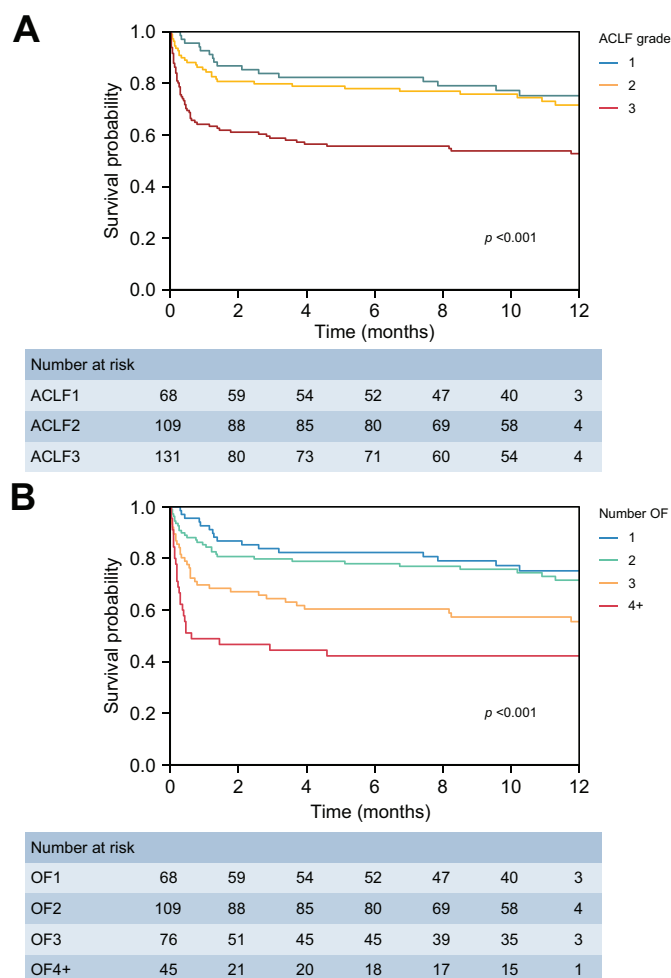 A
Survival probability
1.0
0.8
0.6
0.4
0.2
0.0
ACLF grade
1
2
3
p <0.001
0 2 4 6 8 10 12
Time (months)
Number at risk
ACLF1 68 59 54 52 47 40 3
ACLF2 109 88 85 80 69 58 4
ACLF3 131 80 73 71 60 54 4
B
Survival probability
1.0
0.8
0.6
0.4
0.2
0.0
Number OF
1
2
3
4+
p <0.001
0 2 4 6 8 10 12
Time (months)
Number at risk
OF1 68 59 54 52 47 40 3
OF2 109 88 85 80 69 58 4
OF3 76 51 45 45 39 35 3
OF4+ 45 21 20 18 17 15 1